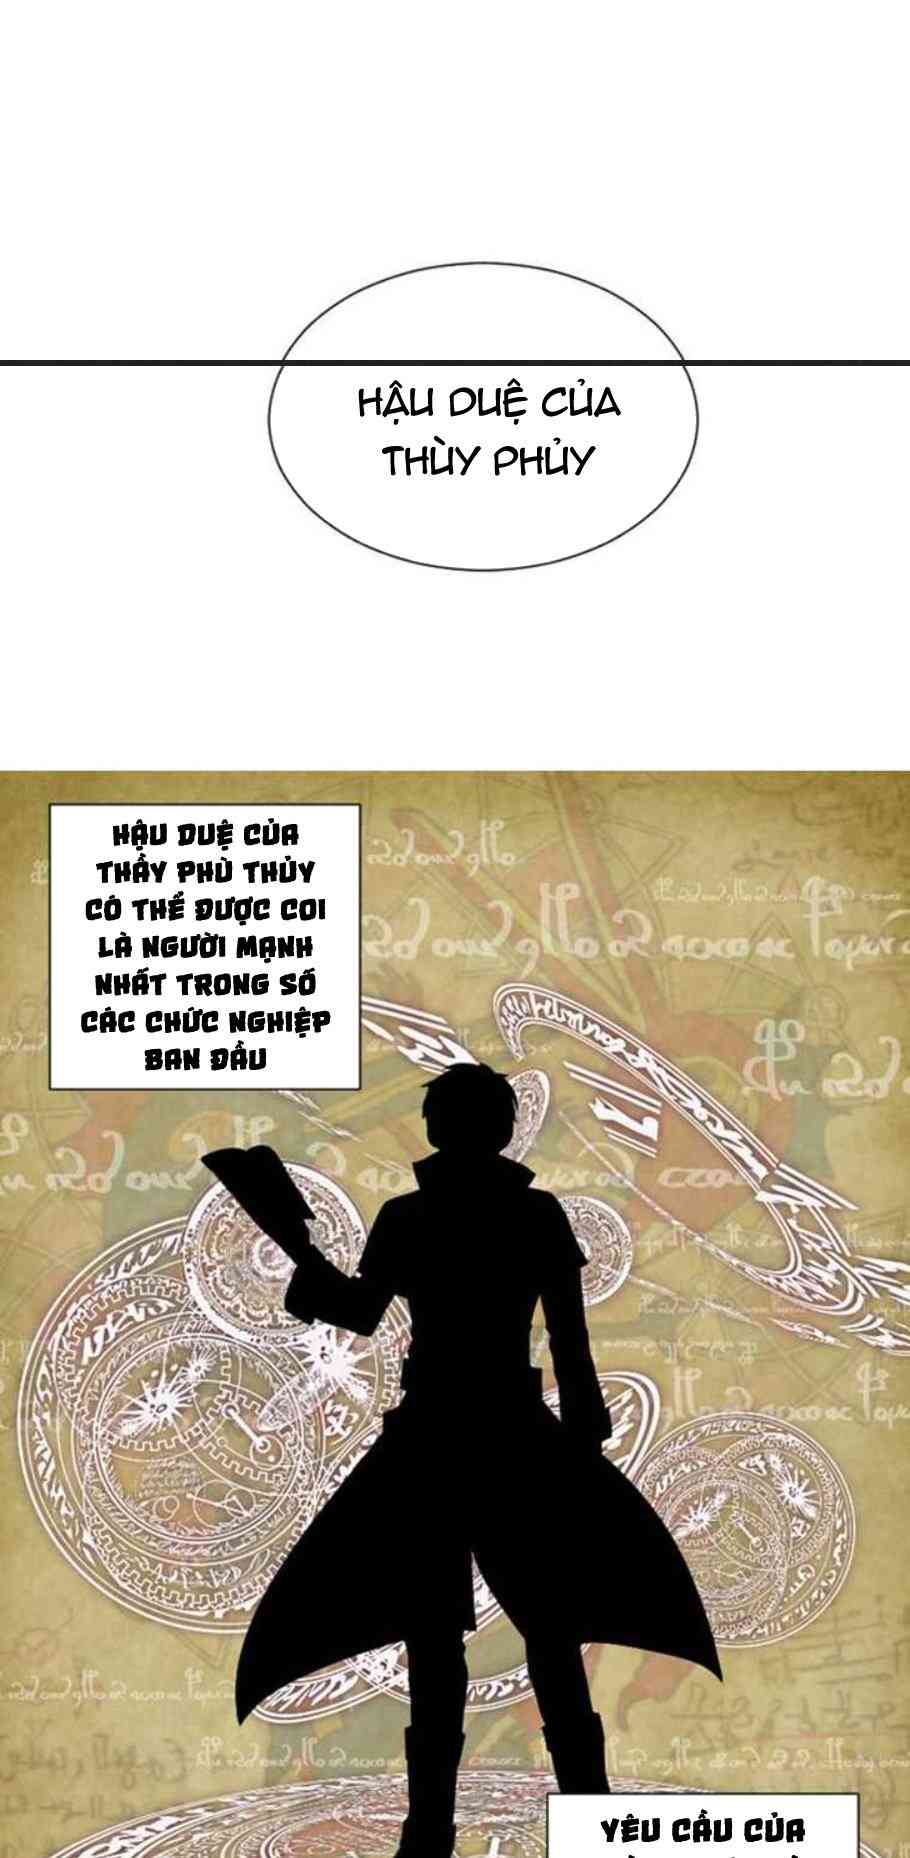 HẬU DUỆ CỦA
THÙY PHỦY
HẬU DUỆ CỦA
THẦY PHÙ THỦY
CÓ THỂ ĐƯỢC COI
LÀ NGƯỜI MẠNH
NHẤT TRONG SỐ
CÁC CHỨC NGHIỆP
BAN ĐẦU
YÊU CẦU CỦA